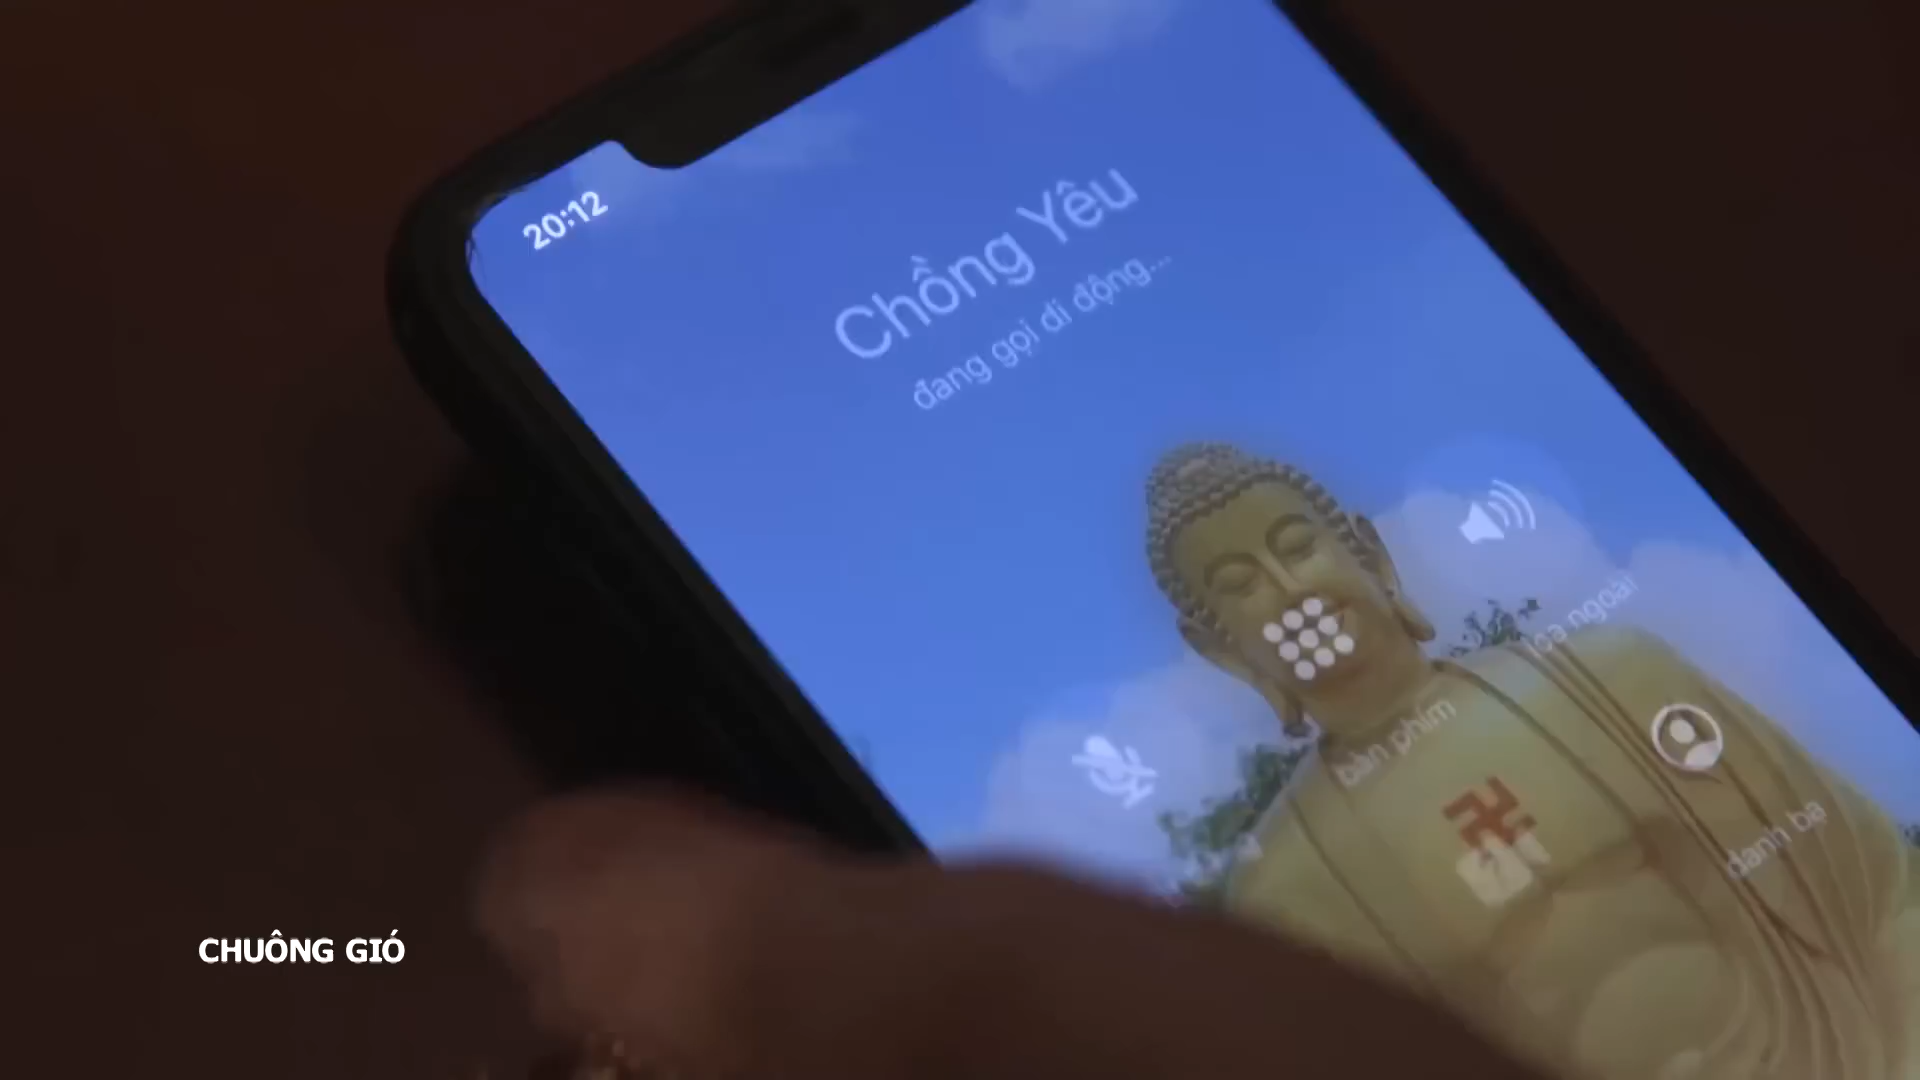 20:12
Chồng Yêu
đang gọi di động...
loa ngoài
bàn phím
danh bạ
CHUÔNG GIÓ